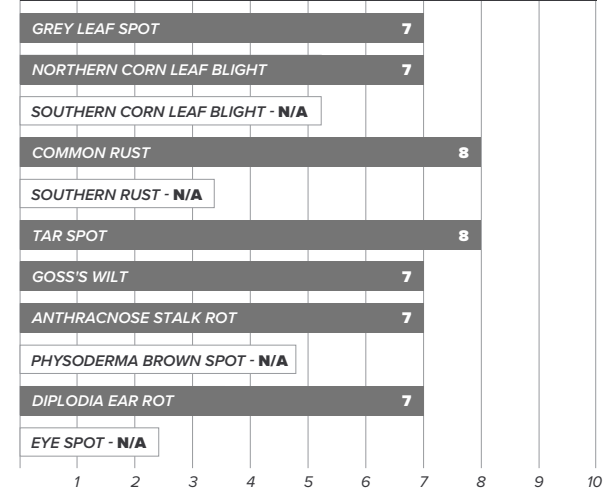 GREY LEAF SPOT 7
NORTHERN CORN LEAF BLIGHT 7
SOUTHERN CORN LEAF BLIGHT - N/A
COMMON RUST 8
SOUTHERN RUST - N/A
TAR SPOT 8
GOSS'S WILT 7
ANTHRACNOSE STALK ROT 7
PHYSODERMA BROWN SPOT - N/A
DIPLODIA EAR ROT 7
EYE SPOT - N/A
1 2 3 4 5 6 7 8 9 10